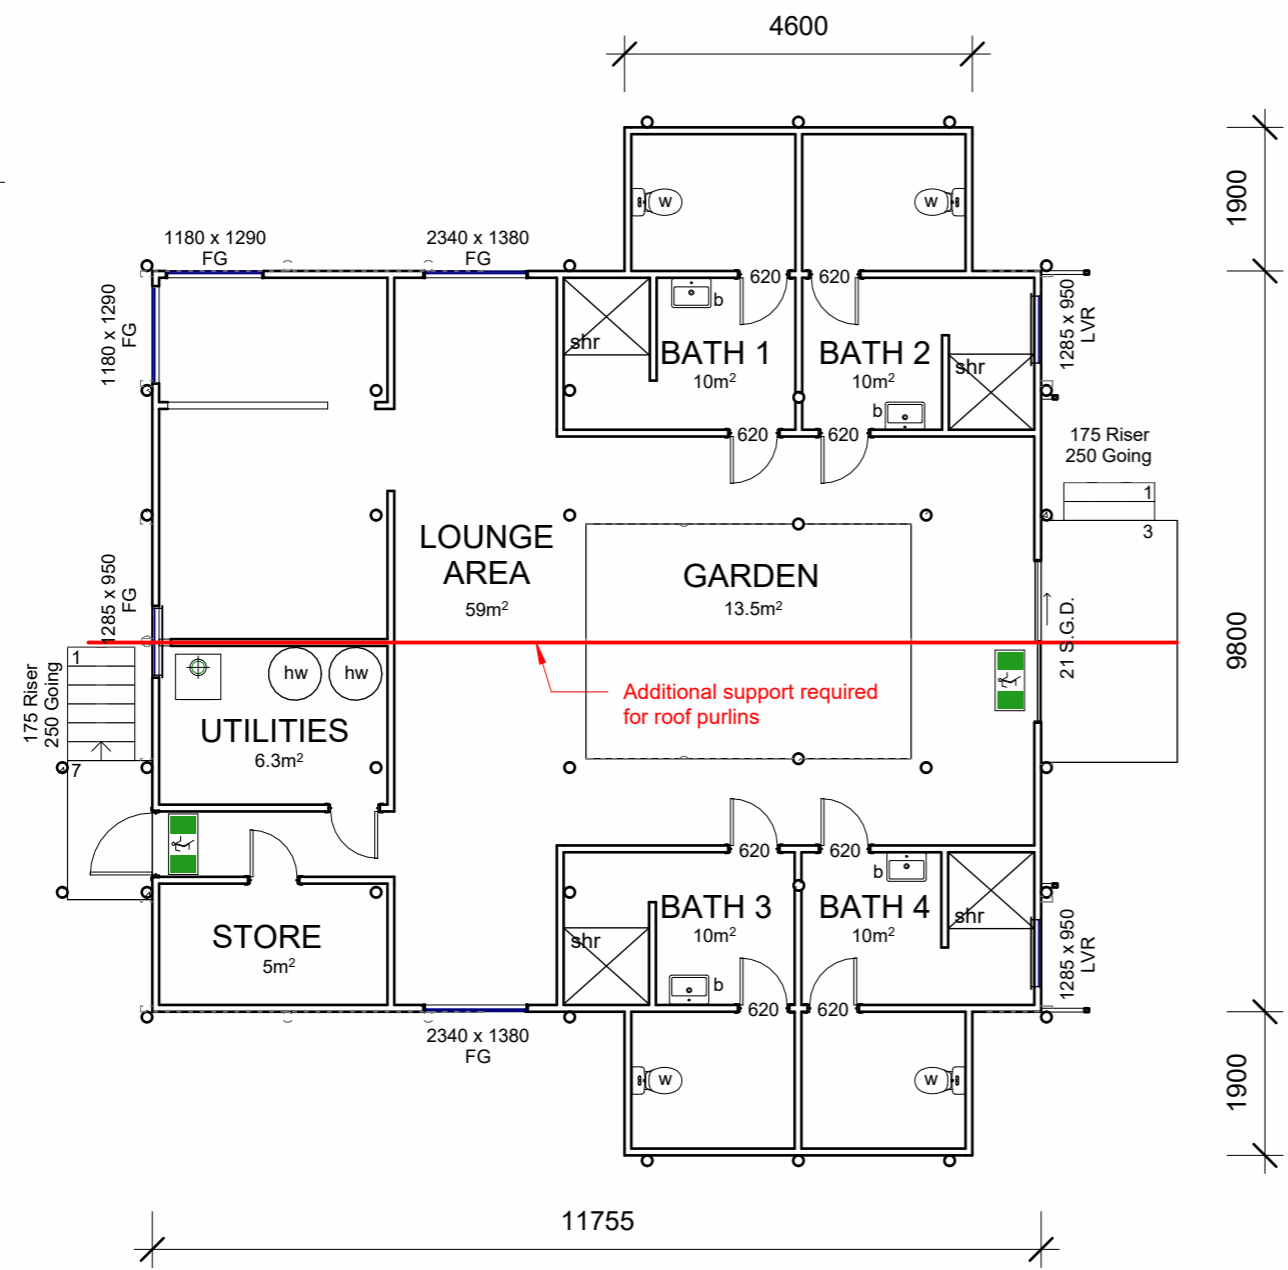 4600
1900
1180 x 1290
FG
2340 x 1380
FG
1180 x 1290
FG
W
W
620
620
b
shr
BATH 1
10m²
BATH 2
10m²
shr
b
1285 x 950
LVR
620
620
175 Riser
250 Going
1
3
LOUNGE
AREA
59m²
GARDEN
13.5m²
1285 x 950
FG
21 S.G.D.
9800
Additional support required
for roof purlins
175 Riser
250 Going
1
7
hw
hw
UTILITIES
6.3m²
STORE
5m²
620
620
b
shr
BATH 3
10m²
BATH 4
10m²
shr
b
1285 x 950
LVR
620
620
2340 x 1380
FG
W
W
1900
11755